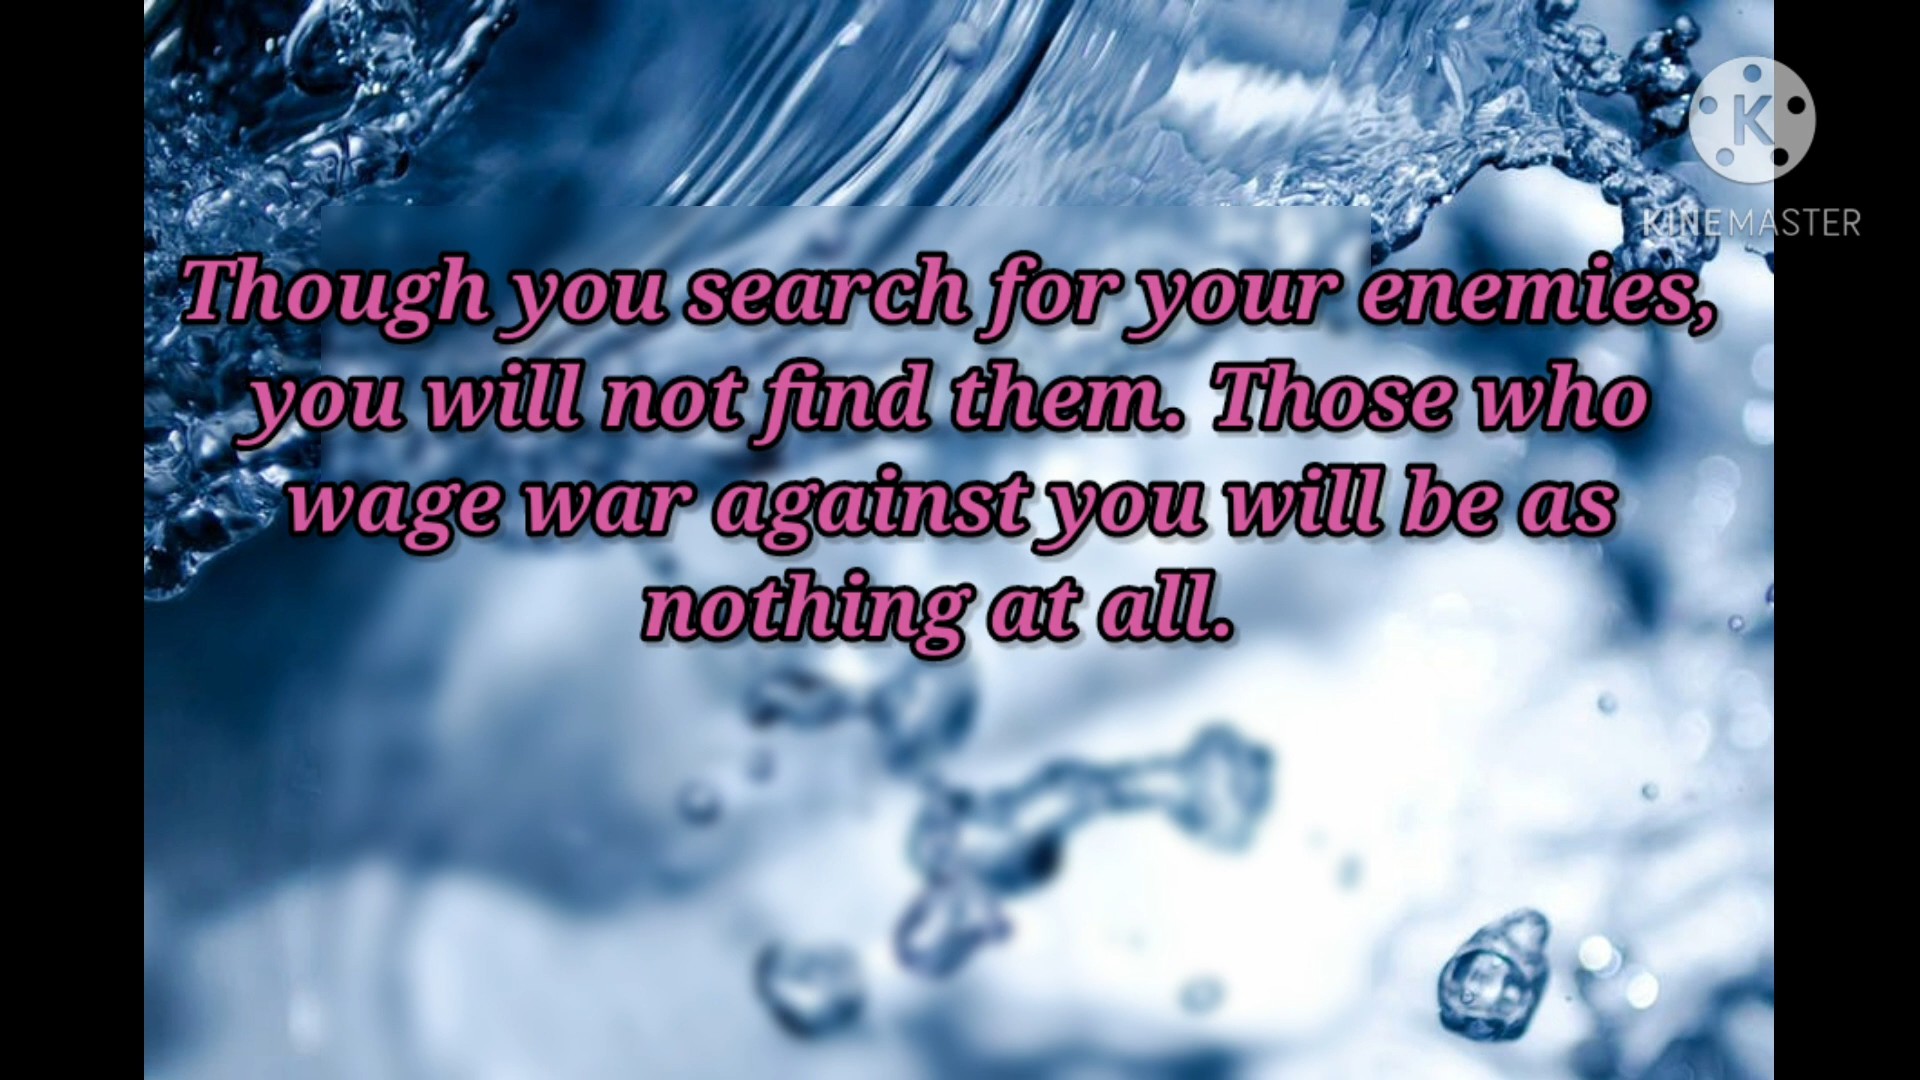 K
KINEMASTER
Though you search for your enemies,
you will not find them. Those who
wage war against you will be as
nothing at all.